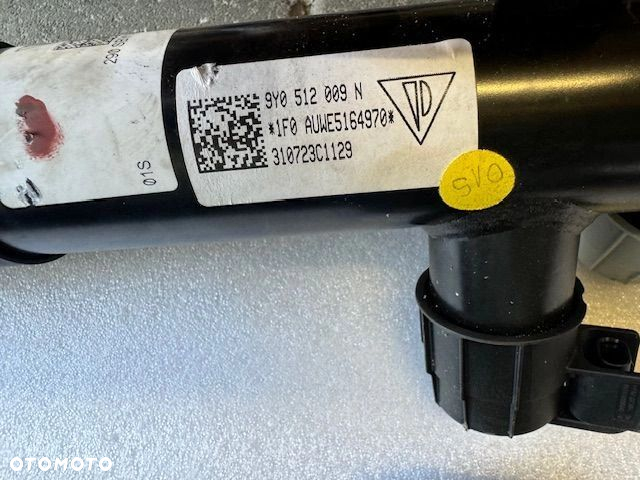 9Y0 512 009 N
*1F0 AUWE5164970*
310723C1129
01S
SVO
OTOMOTO